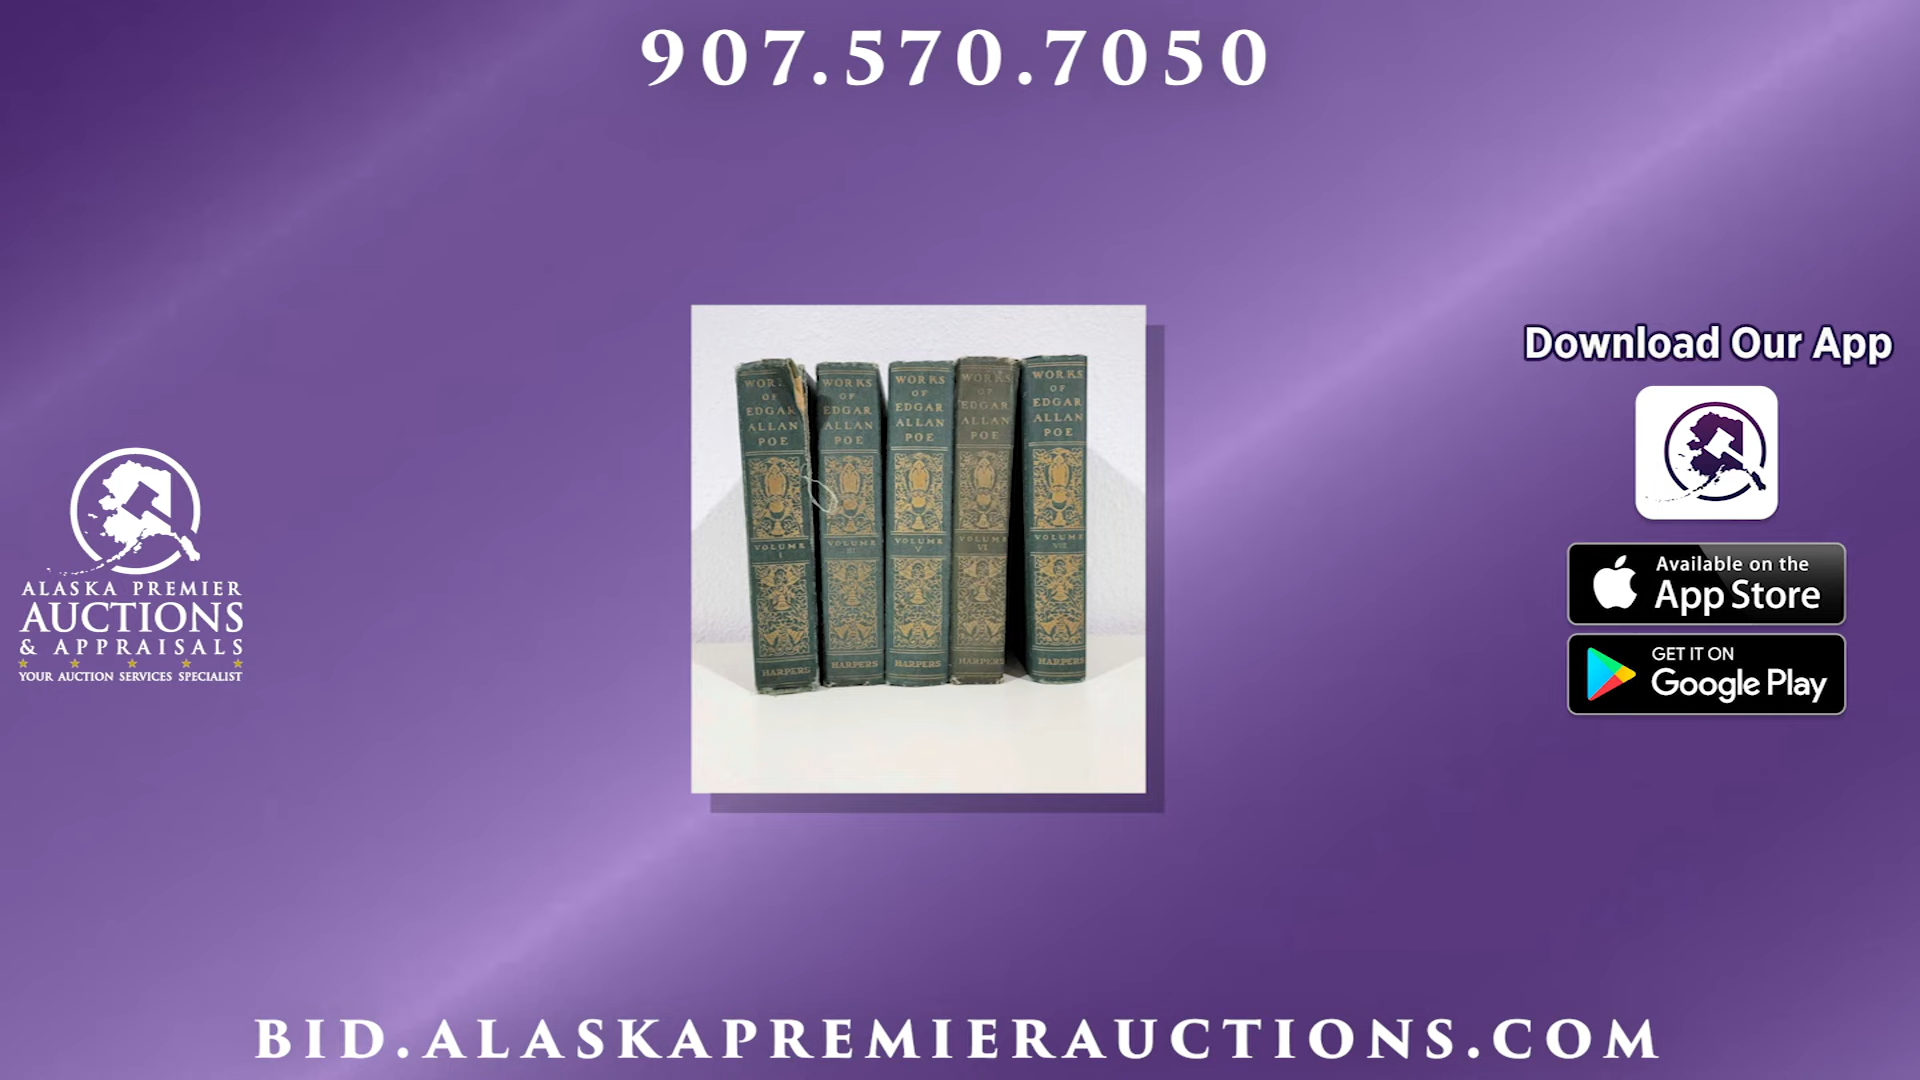 907.570.7050
Download Our App
Available on the
App Store
GET IT ON
Google Play
ALASKA PREMIER
AUCTIONS
& APPRAISALS
YOUR AUCTION SERVICES SPECIALIST
WORKS
OF
EDGAR
ALLAN
POE
VOLUME
I
HARPERS
WORKS
OF
EDGAR
ALLAN
POE
VOLUME
III
HARPERS
WORKS
OF
EDGAR
ALLAN
POE
VOLUME
V
HARPERS
WORKS
OF
EDGAR
ALLAN
POE
VOLUME
VI
HARPERS
WORKS
OF
EDGAR
ALLAN
POE
VOLUME
HARPERS
BID.ALASKAPREMIERAUCTIONS.COM